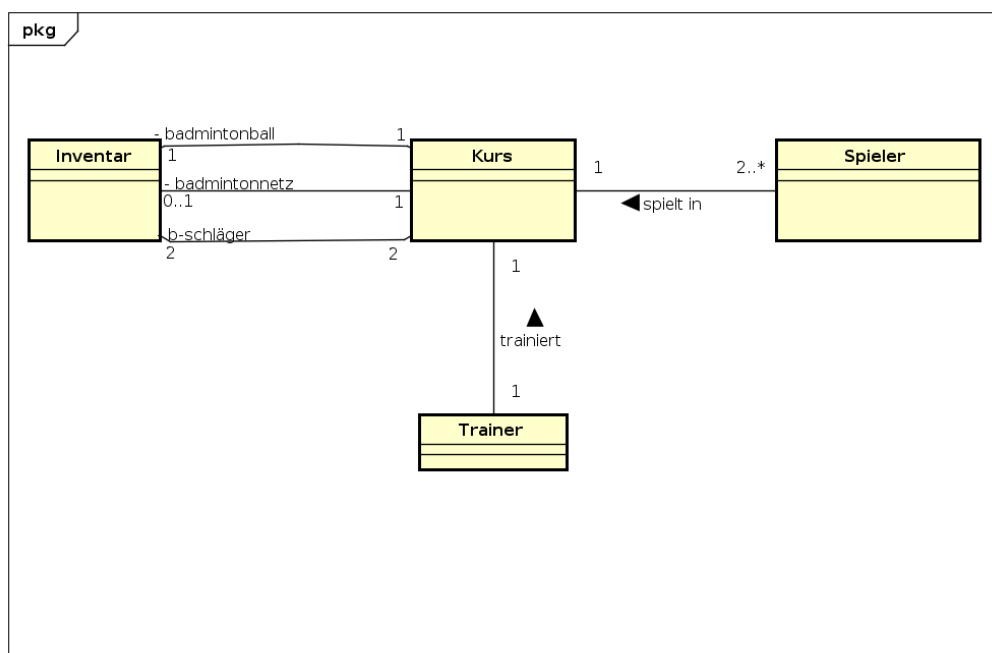 pkg
- badmintonball
1
1
Inventar
Kurs
Spieler
- badmintonnetz
0..1
1
1
2..*
spielt in
- b-schläger
2
2
1
trainiert
1
Trainer